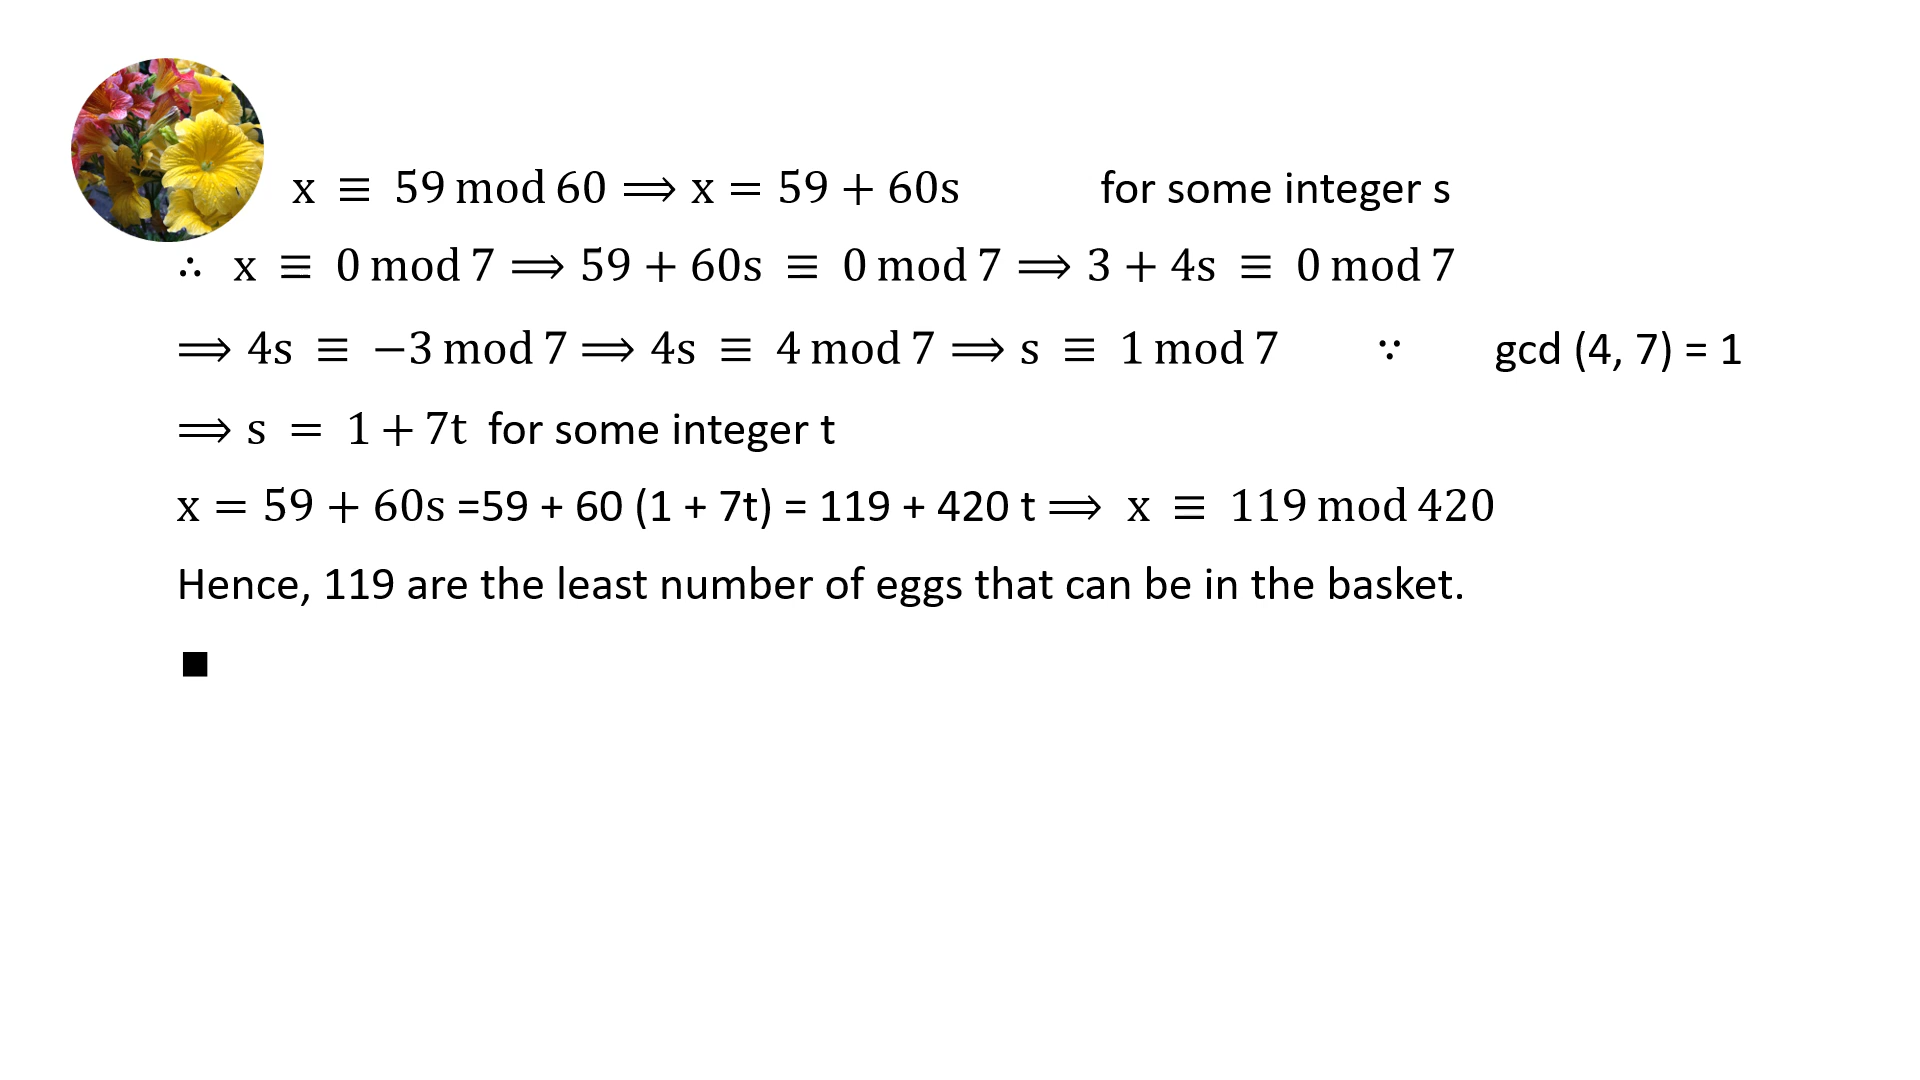 x ≡ 59 mod 60 ⟹ x = 59 + 60s for some integer s
∴ x ≡ 0 mod 7 ⟹ 59 + 60s ≡ 0 mod 7 ⟹ 3 + 4s ≡ 0 mod 7
⟹ 4s ≡ −3 mod 7 ⟹ 4s ≡ 4 mod 7 ⟹ s ≡ 1 mod 7 ∵ gcd (4, 7) = 1
⟹ s = 1 + 7t for some integer t
x = 59 + 60s =59 + 60 (1 + 7t) = 119 + 420 t ⟹ x ≡ 119 mod 420
Hence, 119 are the least number of eggs that can be in the basket.
■